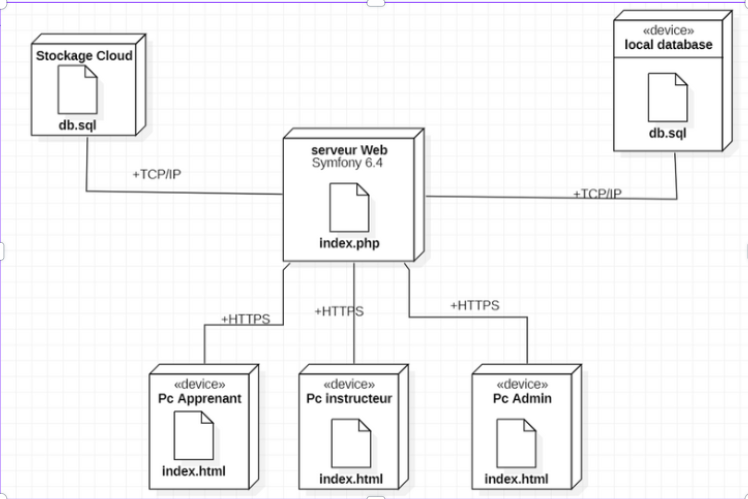 Stockage Cloud
db.sql
«device»
local database
db.sql
serveur Web
Symfony 6.4
index.php
+TCP/IP
+TCP/IP
+HTTPS
+HTTPS
+HTTPS
«device»
Pc Apprenant
index.html
«device»
Pc instructeur
index.html
«device»
Pc Admin
index.html